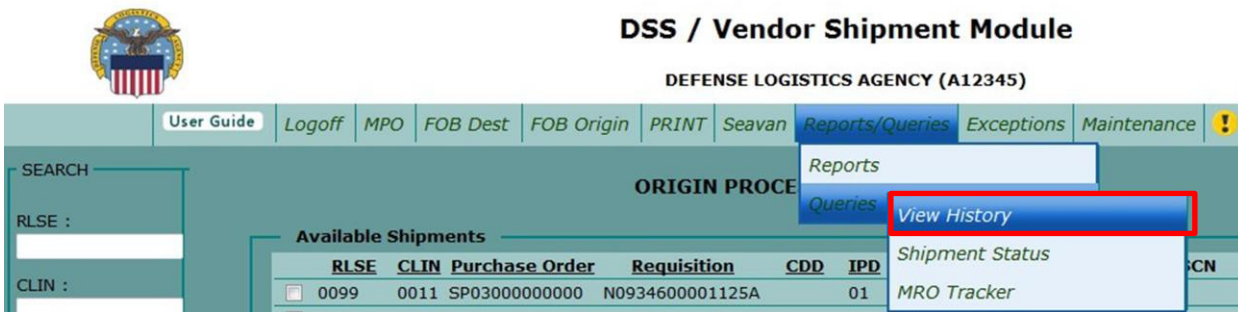 DSS / Vendor Shipment Module
DEFENSE LOGISTICS AGENCY (A12345)
User Guide Logoff MPO FOB Dest FOB Origin PRINT Seavan Reports/Queries Exceptions Maintenance
SEARCH
Reports
ORIGIN PROCE
Queries View History
RLSE :
Available Shipments
Shipment Status
RLSE CLIN Purchase Order Requisition CDD IPD CN
CLIN :
0099 0011 SP03000000000 N0934600001125A 01 MRO Tracker